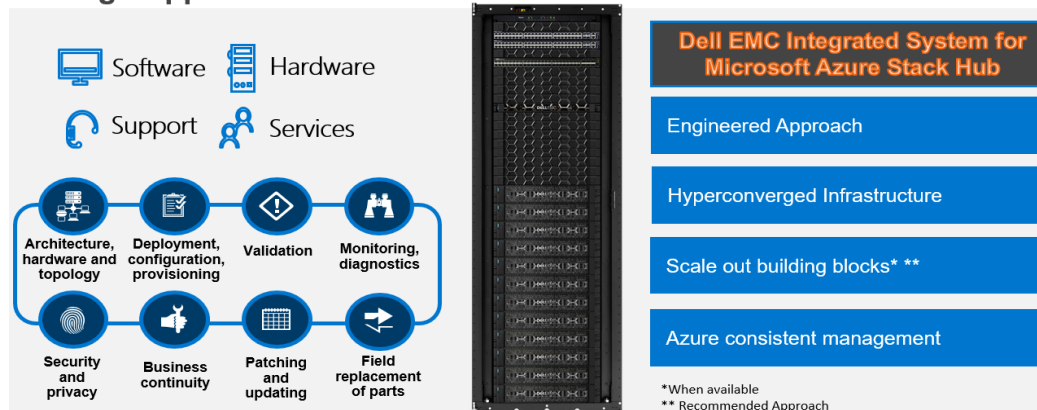 Software
Hardware
Support
Services
Architecture,
hardware and
topology
Deployment,
configuration,
provisioning
Validation
Monitoring,
diagnostics
Security
and
privacy
Business
continuity
Patching
and
updating
Field
replacement
of parts
Dell EMC Integrated System for
Microsoft Azure Stack Hub
Engineered Approach
Hyperconverged Infrastructure
Scale out building blocks* **
Azure consistent management
*When available
** Recommended Approach